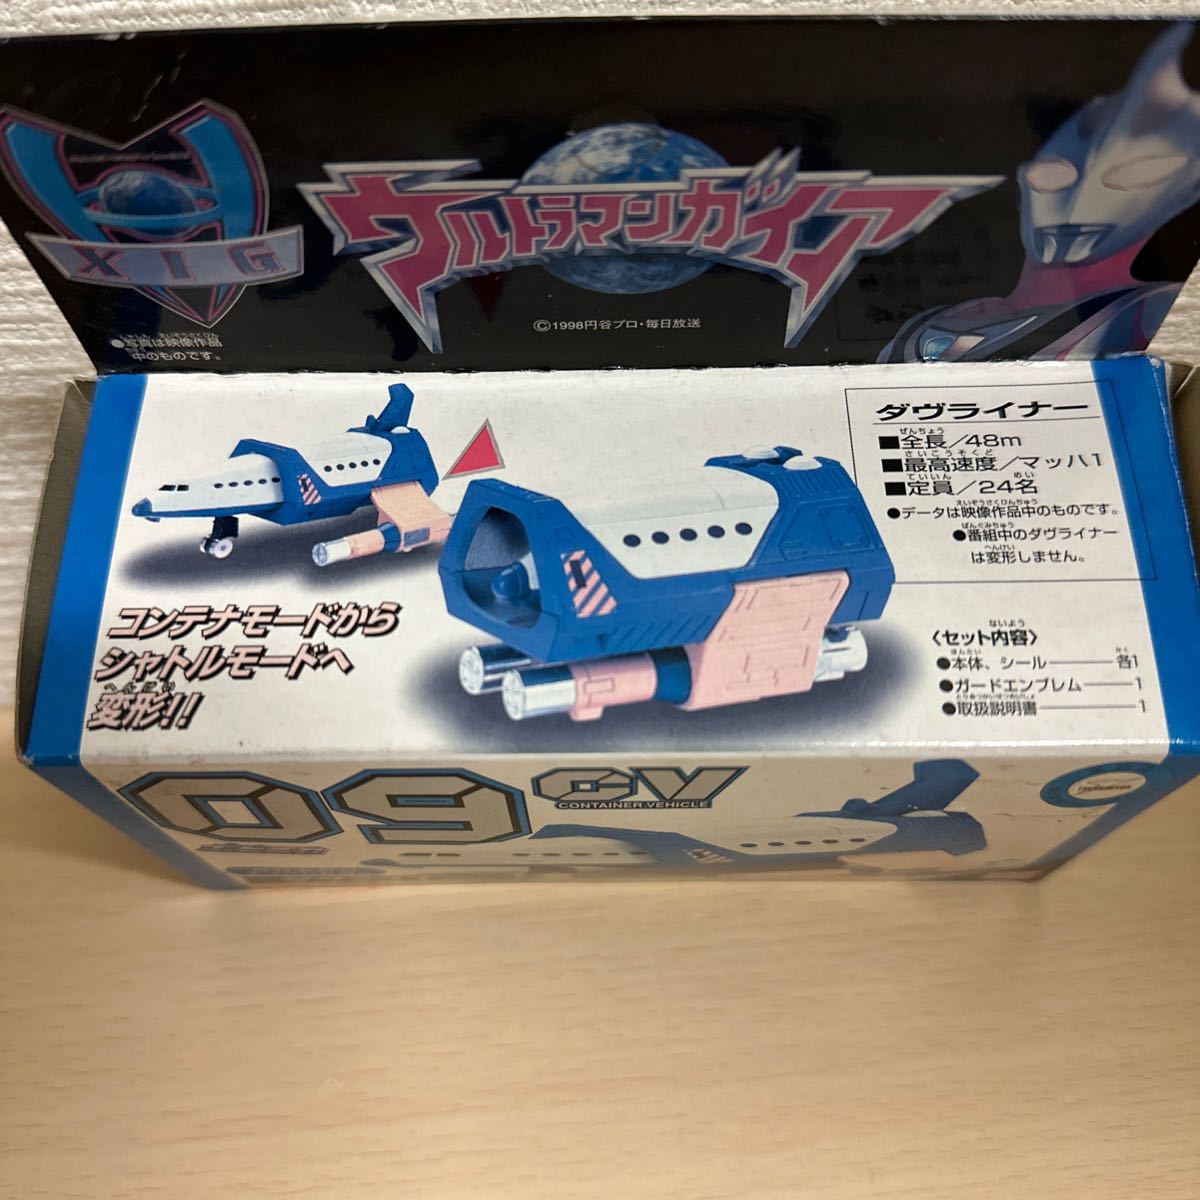 XIG
ウルトラマンガイア
©1998円谷プロ・毎日放送
●写真は映像作品
中のものです。
ダヴライナー
■全長/48m
■最高速度/マッハ1
■定員/24名
●データは映像作品中のものです。
●番組中のダヴライナー
は変形しません。
コンテナモードから
シャトルモードへ
変形!!
〈セット内容〉
●本体、シール——各1
●ガードエンブレム——1
●取扱説明書——1
09
CV
CONTAINER VEHICLE